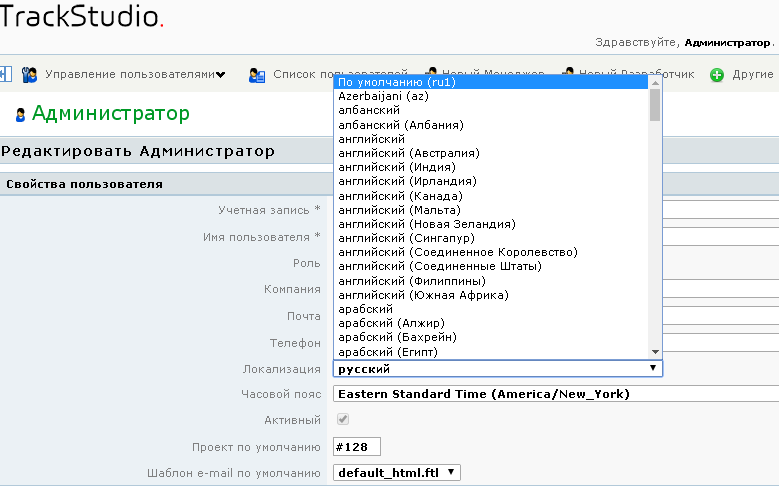 TrackStudio.
Здравствуйте, Администратор.
Управление пользователями Список пользователей Новый Менеджер Новый Разработчик Другие
Администратор
Редактировать Администратор
Свойства пользователя
По умолчанию (ru1)
Azerbaijani (az)
албанский
албанский (Албания)
английский
английский (Австралия)
английский (Индия)
английский (Ирландия)
английский (Канада)
английский (Мальта)
английский (Новая Зеландия)
английский (Сингапур)
английский (Соединенное Королевство)
английский (Соединенные Штаты)
английский (Филиппины)
английский (Южная Африка)
арабский
арабский (Алжир)
арабский (Бахрейн)
арабский (Египт)
Учетная запись *
Имя пользователя *
Роль
Компания
Почта
Телефон
Локализация русский
Часовой пояс Eastern Standard Time (America/New_York)
Активный
Проект по умолчанию #128
Шаблон e-mail по умолчанию default_html.ftl